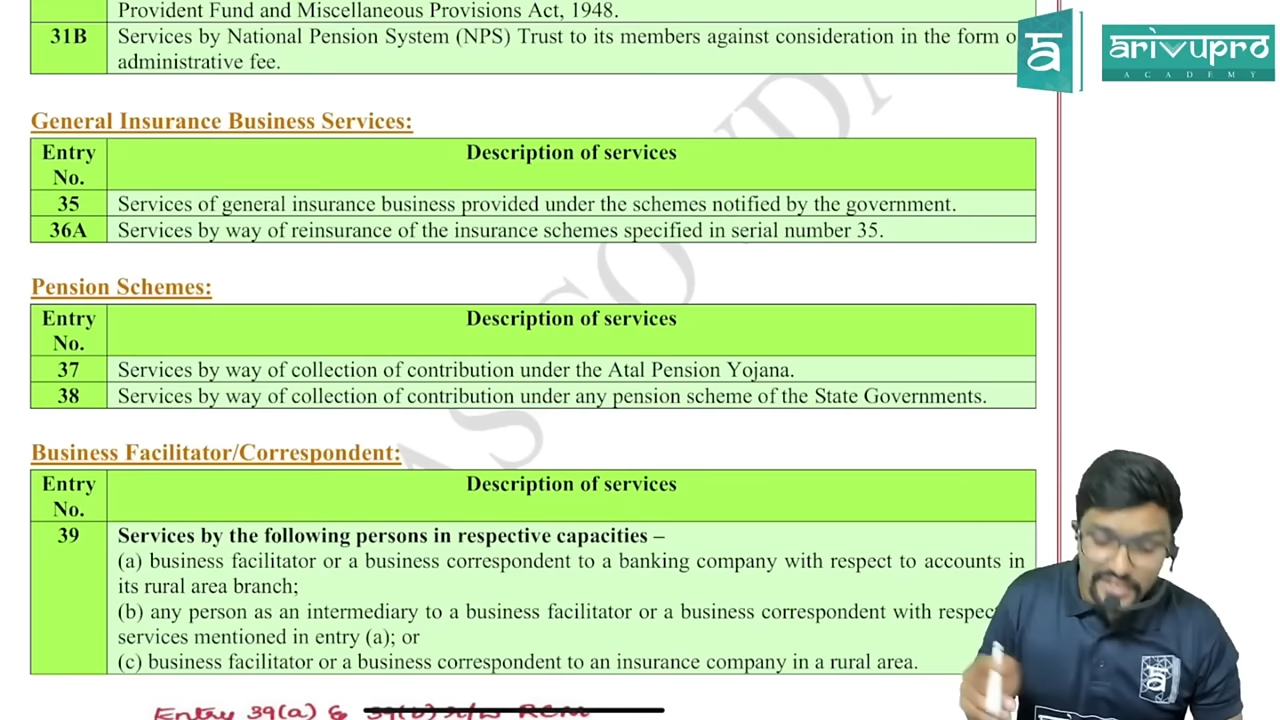 Provident Fund and Miscellaneous Provisions Act, 1948.
31B Services by National Pension System (NPS) Trust to its members against consideration in the form o
administrative fee.
arivupro
ACADEMY
General Insurance Business Services:
Entry No. Description of services
35 Services of general insurance business provided under the schemes notified by the government.
36A Services by way of reinsurance of the insurance schemes specified in serial number 35.
Pension Schemes:
Entry No. Description of services
37 Services by way of collection of contribution under the Atal Pension Yojana.
38 Services by way of collection of contribution under any pension scheme of the State Governments.
Business Facilitator/Correspondent:
Entry No. Description of services
39 Services by the following persons in respective capacities –
(a) business facilitator or a business correspondent to a banking company with respect to accounts in
its rural area branch;
(b) any person as an intermediary to a business facilitator or a business correspondent with respec
services mentioned in entry (a); or
(c) business facilitator or a business correspondent to an insurance company in a rural area.
Entry 39(a) &